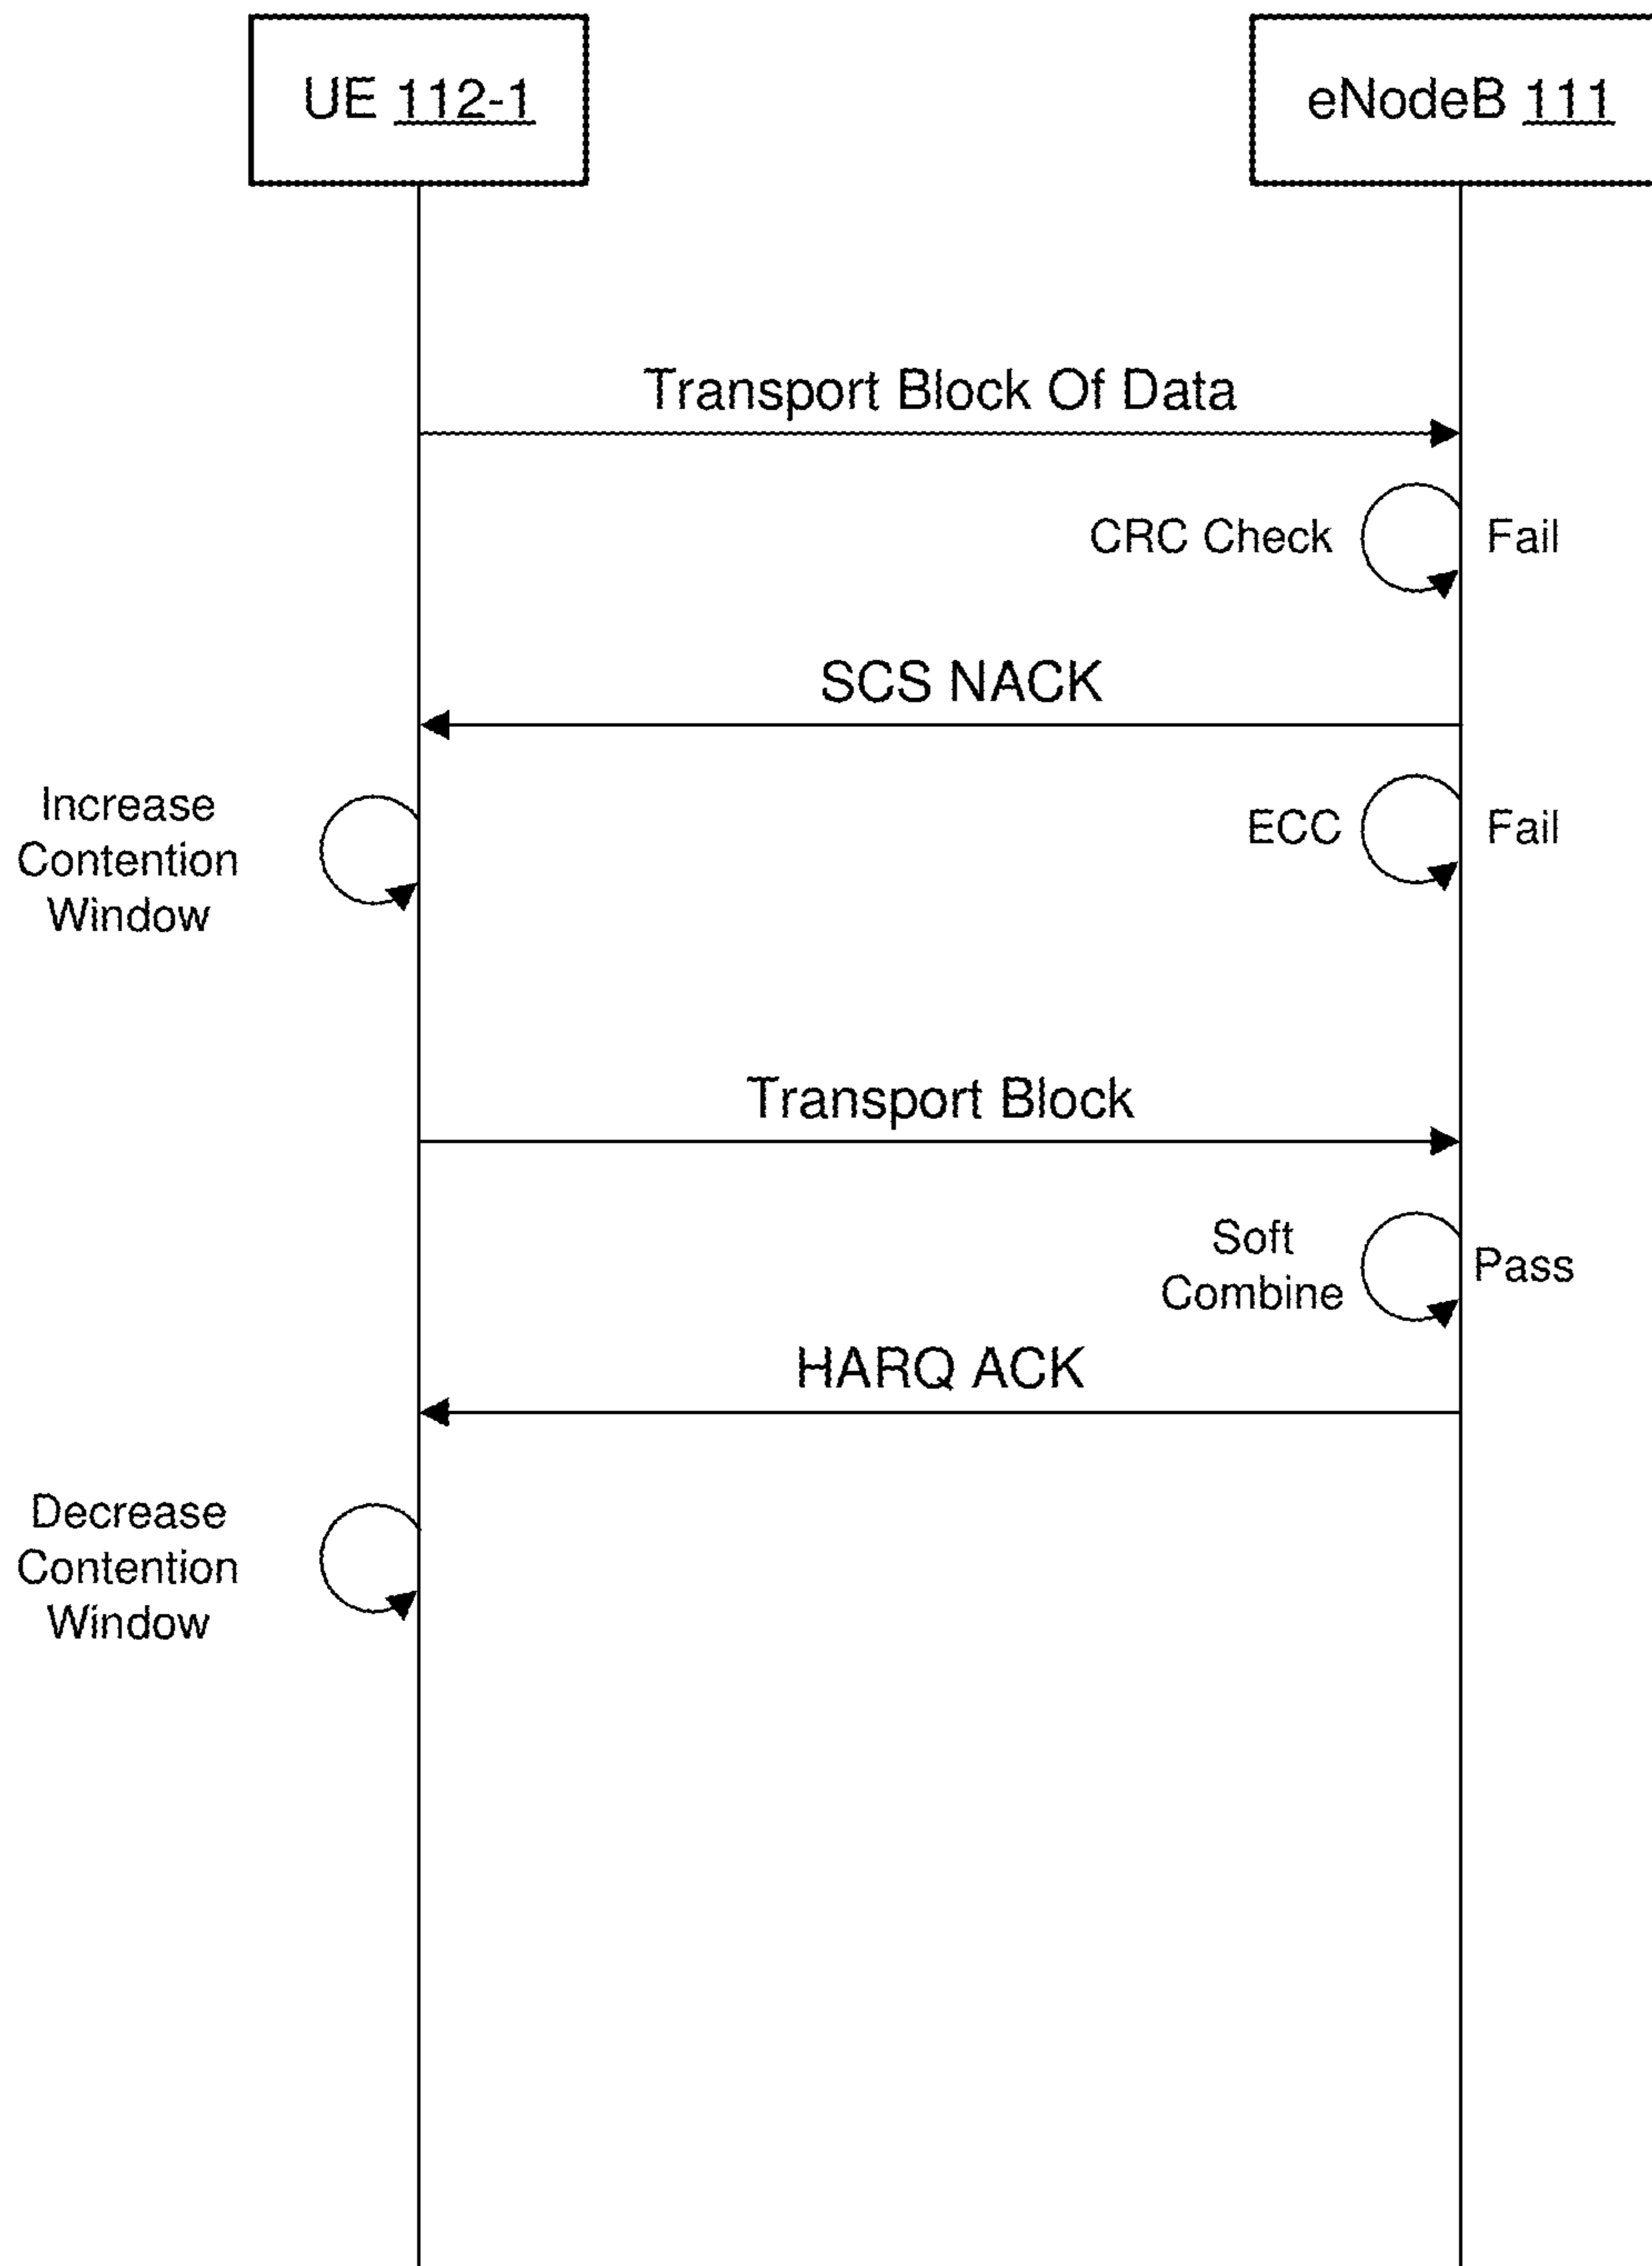 UE 112-1
eNodeB 111
Transport Block Of Data
CRC Check
Fail
SCS NACK
Increase
Contention
Window
ECC
Fail
Transport Block
Soft
Combine
Pass
HARQ ACK
Decrease
Contention
Window